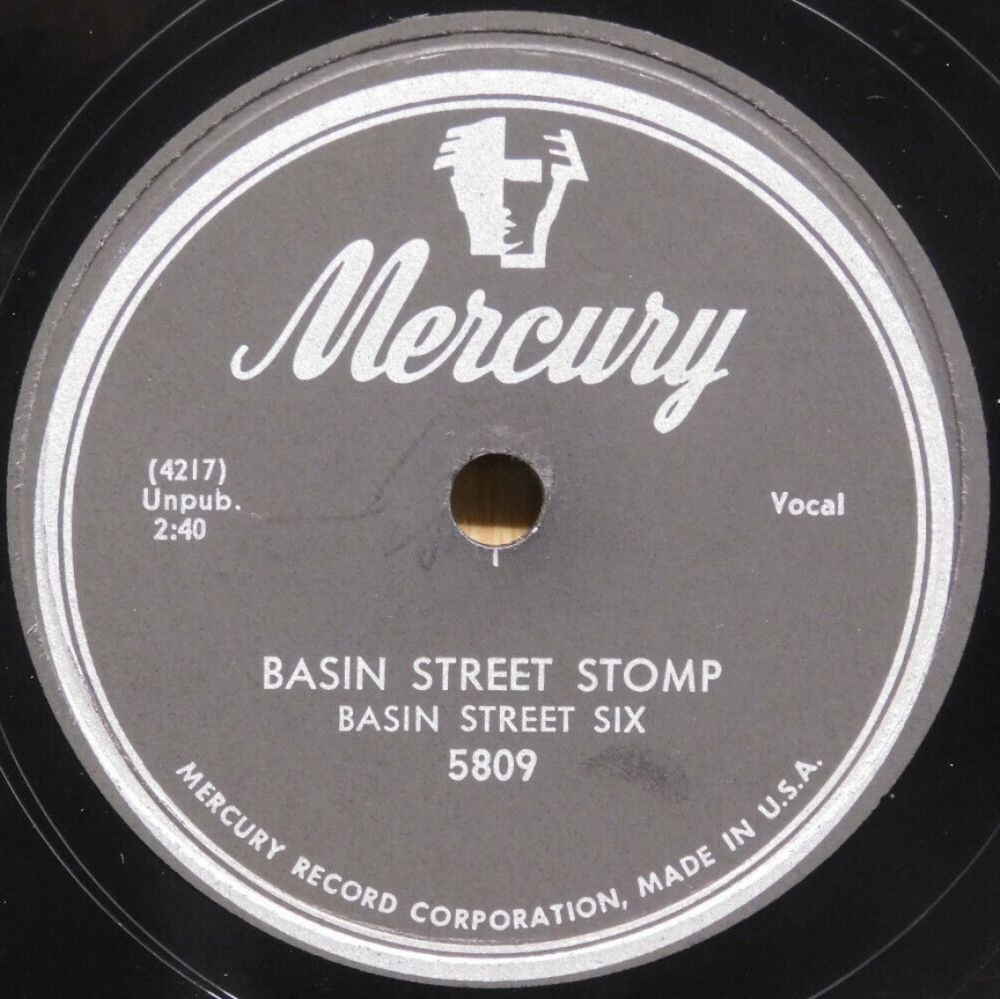 Mercury
(4217)
Unpub.
2:40
Vocal
BASIN STREET STOMP
BASIN STREET SIX
5809
MERCURY RECORD CORPORATION, MADE IN U.S.A.